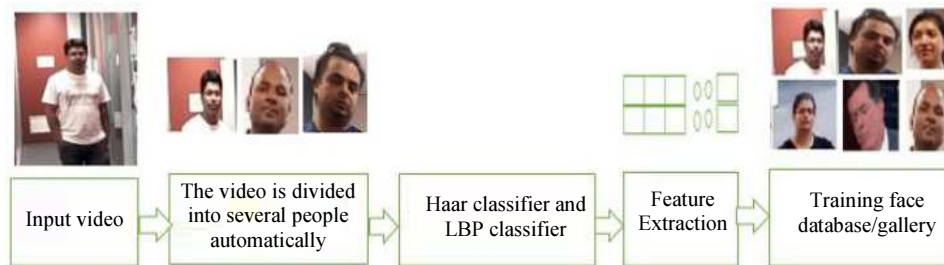 Input video
The video is divided
into several people
automatically
Haar classifier and
LBP classifier
Feature
Extraction
Training face
database/gallery